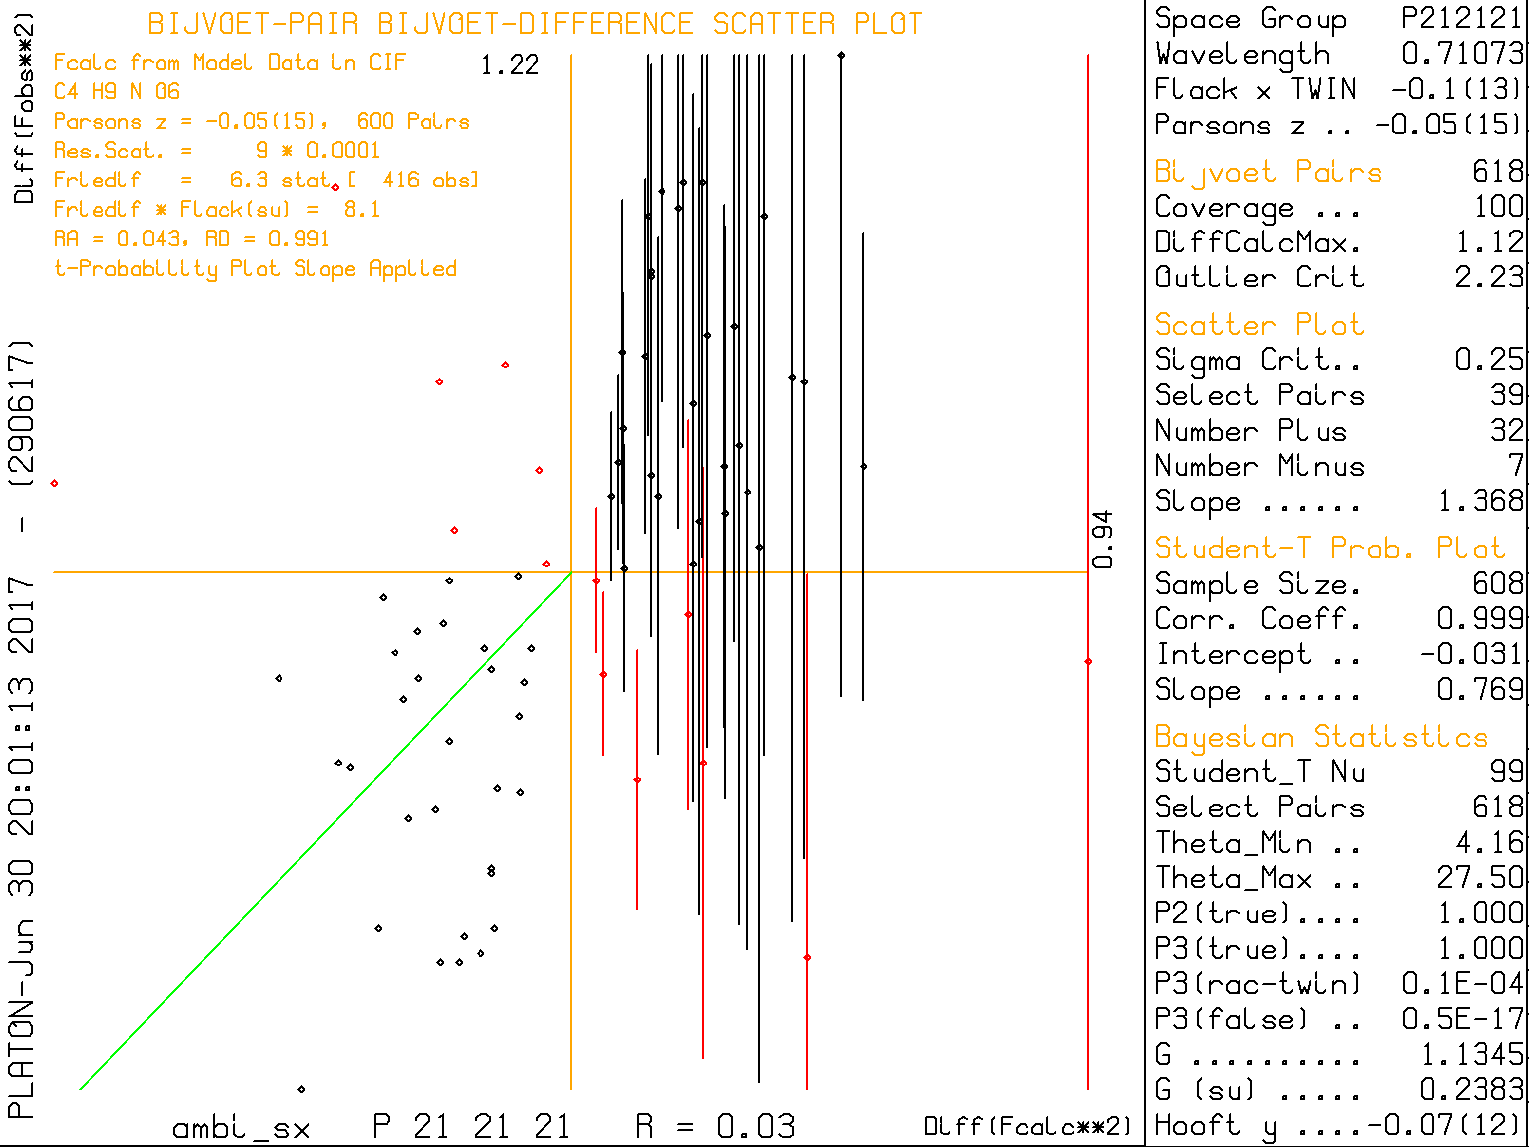 BIJVOET-PAIR BIJVOET-DIFFERENCE SCATTER PLOT
Fcalc from Model Data in CIF
C4 H9 N O6
Parsons z = -0.05(15), 600 Pairs
Res.Scat. = 9 * 0.0001
Friedif = 6.3 stat. [ 416 obs]
Friedif * Flack(su) = 8.1
RA = 0.043, RD = 0.991
t-Probability Plot Slope Applied
1.22
Diff(Fobs**2)
PLATON-Jun 30 20:01:13 2017 - (290617)
0.94
ambi_sx P 21 21 21 R = 0.03 Diff(Fcalc**2)
Space Group P212121
Wavelength 0.71073
Flack x TWIN -0.1(13)
Parsons z .. -0.05(15)
Bijvoet Pairs 618
Coverage ... 100
DiffCalcMax. 1.12
Outlier Crit 2.23
Scatter Plot
Sigma Crit.. 0.25
Select Pairs 39
Number Plus 32
Number Minus 7
Slope ...... 1.368
Student-T Prob. Plot
Sample Size. 608
Corr. Coeff. 0.999
Intercept .. -0.031
Slope ...... 0.769
Bayesian Statistics
Student_T Nu 99
Select Pairs 618
Theta_Min .. 4.16
Theta_Max .. 27.50
P2(true).... 1.000
P3(true).... 1.000
P3(rac-twin) 0.1E-04
P3(false) .. 0.5E-17
G .......... 1.1345
G (su) ..... 0.2383
Hooft y ....-0.07(12)